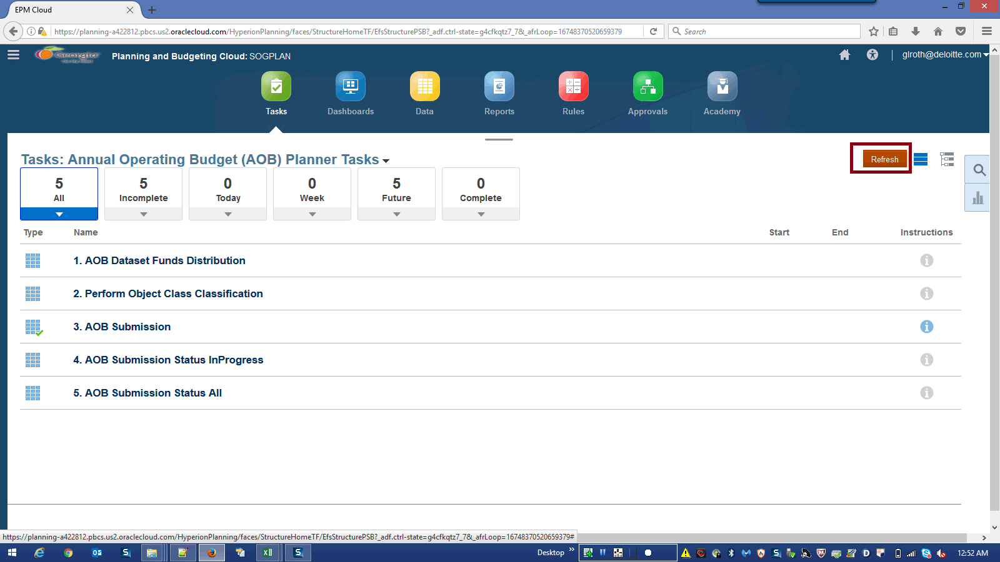 EPM Cloud
https://planning-a422812.pbcs.us2.oraclecloud.com/HyperionPlanning/faces/StructureHomeTF/EfsStructurePSB?_adf.ctrl-state=g4cfkqtz7_7&_afrLoop=16748370520659379
Search
Georgia
Planning and Budgeting Cloud: SOGPLAN
glroth@deloitte.com
Tasks
Dashboards
Data
Reports
Rules
Approvals
Academy
Tasks: Annual Operating Budget (AOB) Planner Tasks
Refresh
5
All
5
Incomplete
0
Today
0
Week
5
Future
0
Complete
Type Name Start End Instructions
1. AOB Dataset Funds Distribution
2. Perform Object Class Classification
3. AOB Submission
4. AOB Submission Status InProgress
5. AOB Submission Status All
https://planning-a422812.pbcs.us2.oraclecloud.com/HyperionPlanning/faces/StructureHomeTF/EfsStructurePSB?_adf.ctrl-state=g4cfkqtz7_7&_afrLoop=16748370520659379#
Desktop
12:52 AM